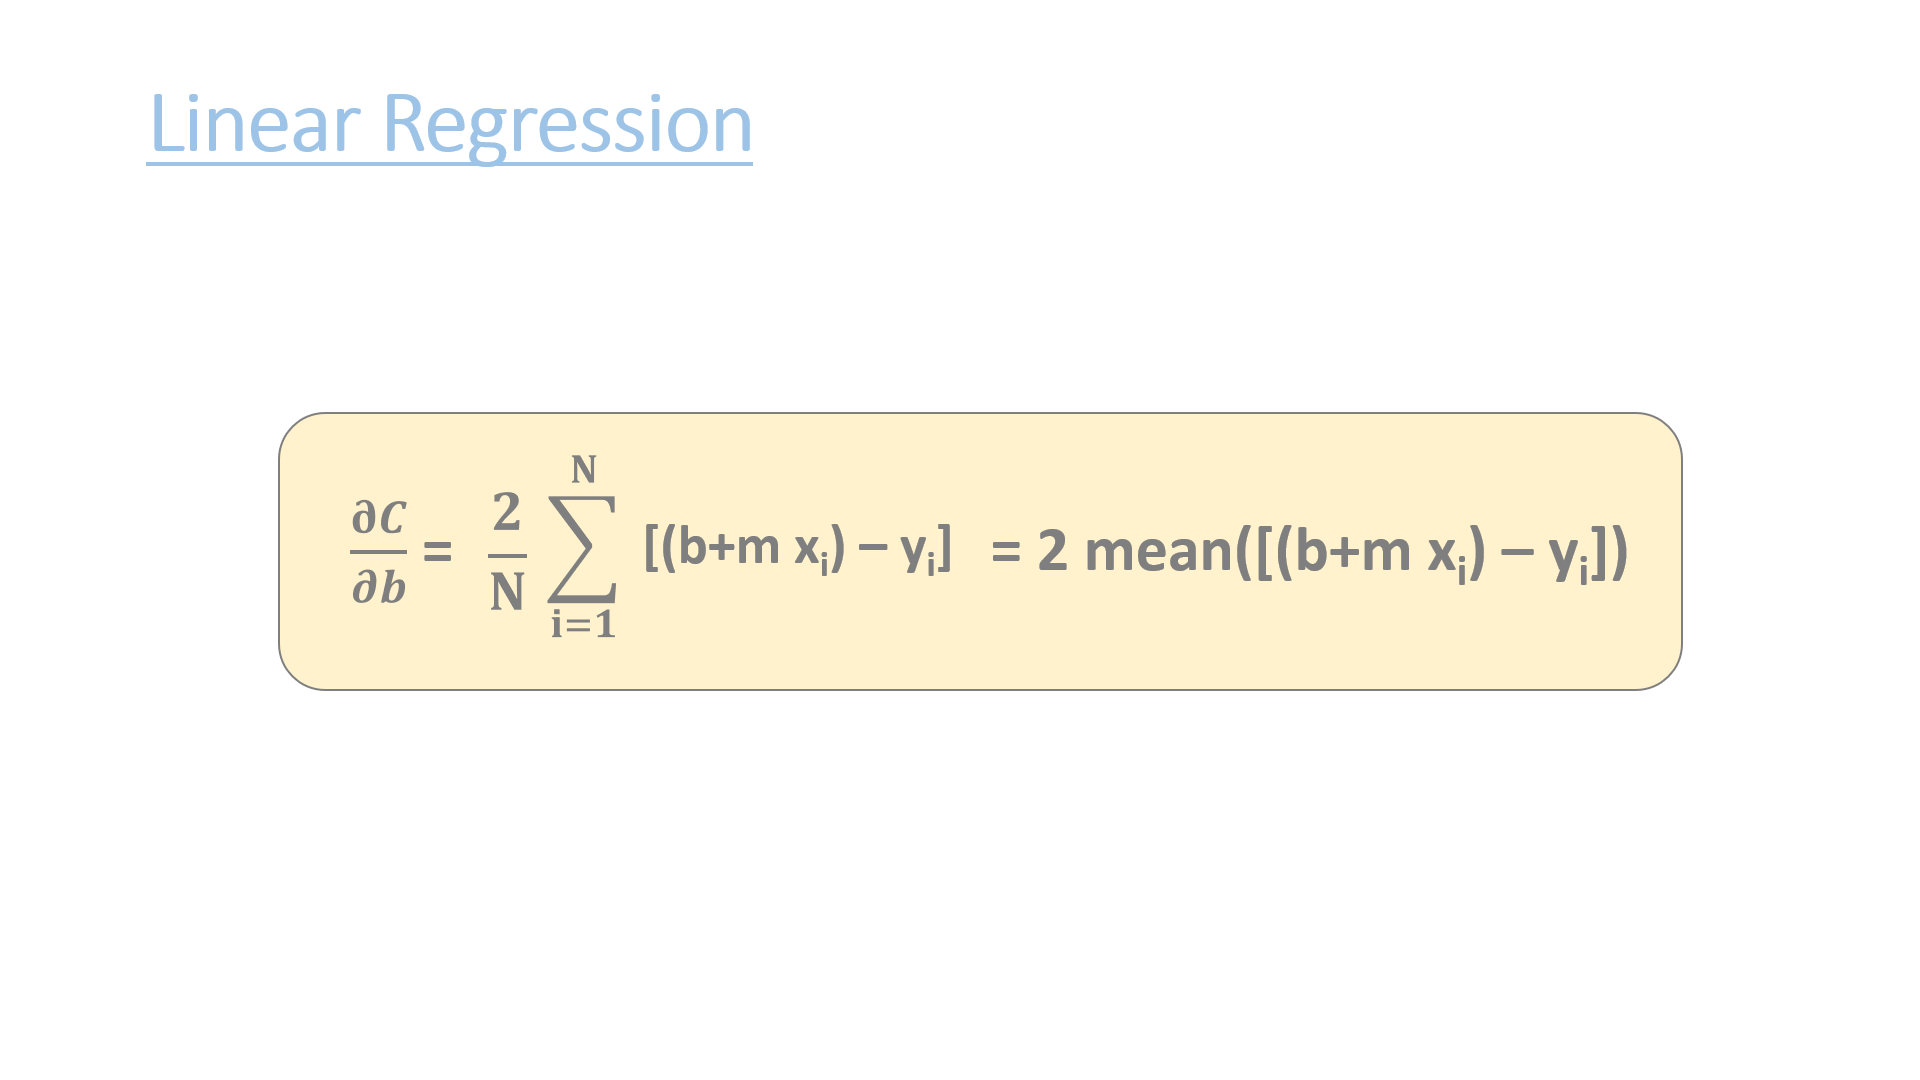 Linear Regression
∂C/∂b = 2/N ∑_{i=1}^{N} [(b+m x_i) – y_i] = 2 mean([(b+m x_i) – y_i])